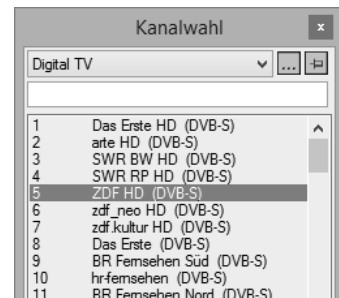 Kanalwahl x
Digital TV ...
1 Das Erste HD (DVB-S)
2 arte HD (DVB-S)
3 SWR BW HD (DVB-S)
4 SWR RP HD (DVB-S)
5 ZDF HD (DVB-S)
6 zdf_neo HD (DVB-S)
7 zdf.kultur HD (DVB-S)
8 Das Erste (DVB-S)
9 BR Fernsehen Süd (DVB-S)
10 hr-fernsehen (DVB-S)
11 BR Fernsehen Nord (DVB-S)